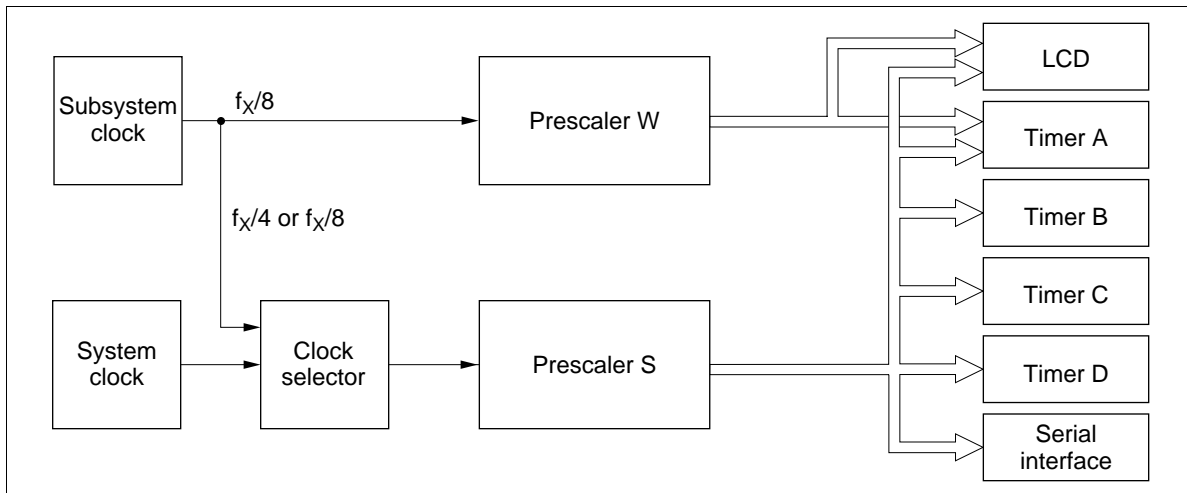 Subsystem
clock
fX/8
Prescaler W
fX/4 or fX/8
System
clock
Clock
selector
Prescaler S
LCD
Timer A
Timer B
Timer C
Timer D
Serial
interface